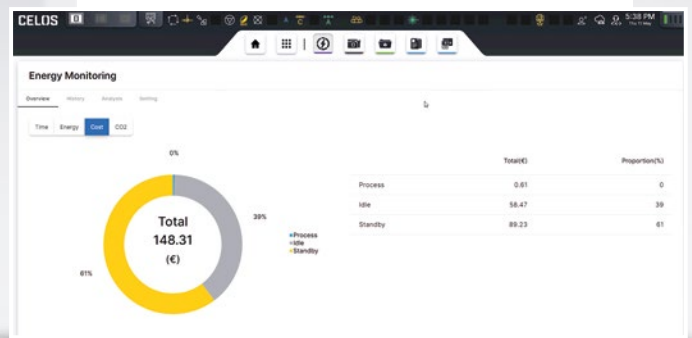 CELOS
5:38 PM
Energy Monitoring
Overview History Analysis Setting
Time Energy Cost CO2
0%
39%
61%
Total
148.31
(€)
Process
Idle
Standby
Total(€) Proportion(%)
Process 0.61 0
Idle 58.47 39
Standby 89.23 61